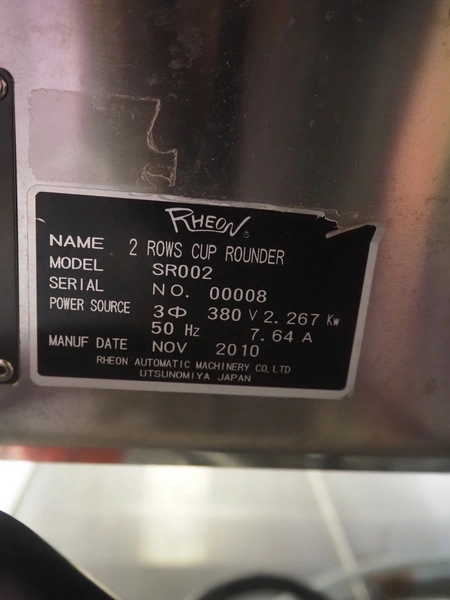 RHEON
NAME 2 ROWS CUP ROUNDER
MODEL SR002
SERIAL NO. 00008
POWER SOURCE 3Φ 380 V 2.267 Kw
50 Hz 7.64 A
MANUF DATE NOV 2010
RHEON AUTOMATIC MACHINERY CO, LTD
UTSUNOMIYA JAPAN